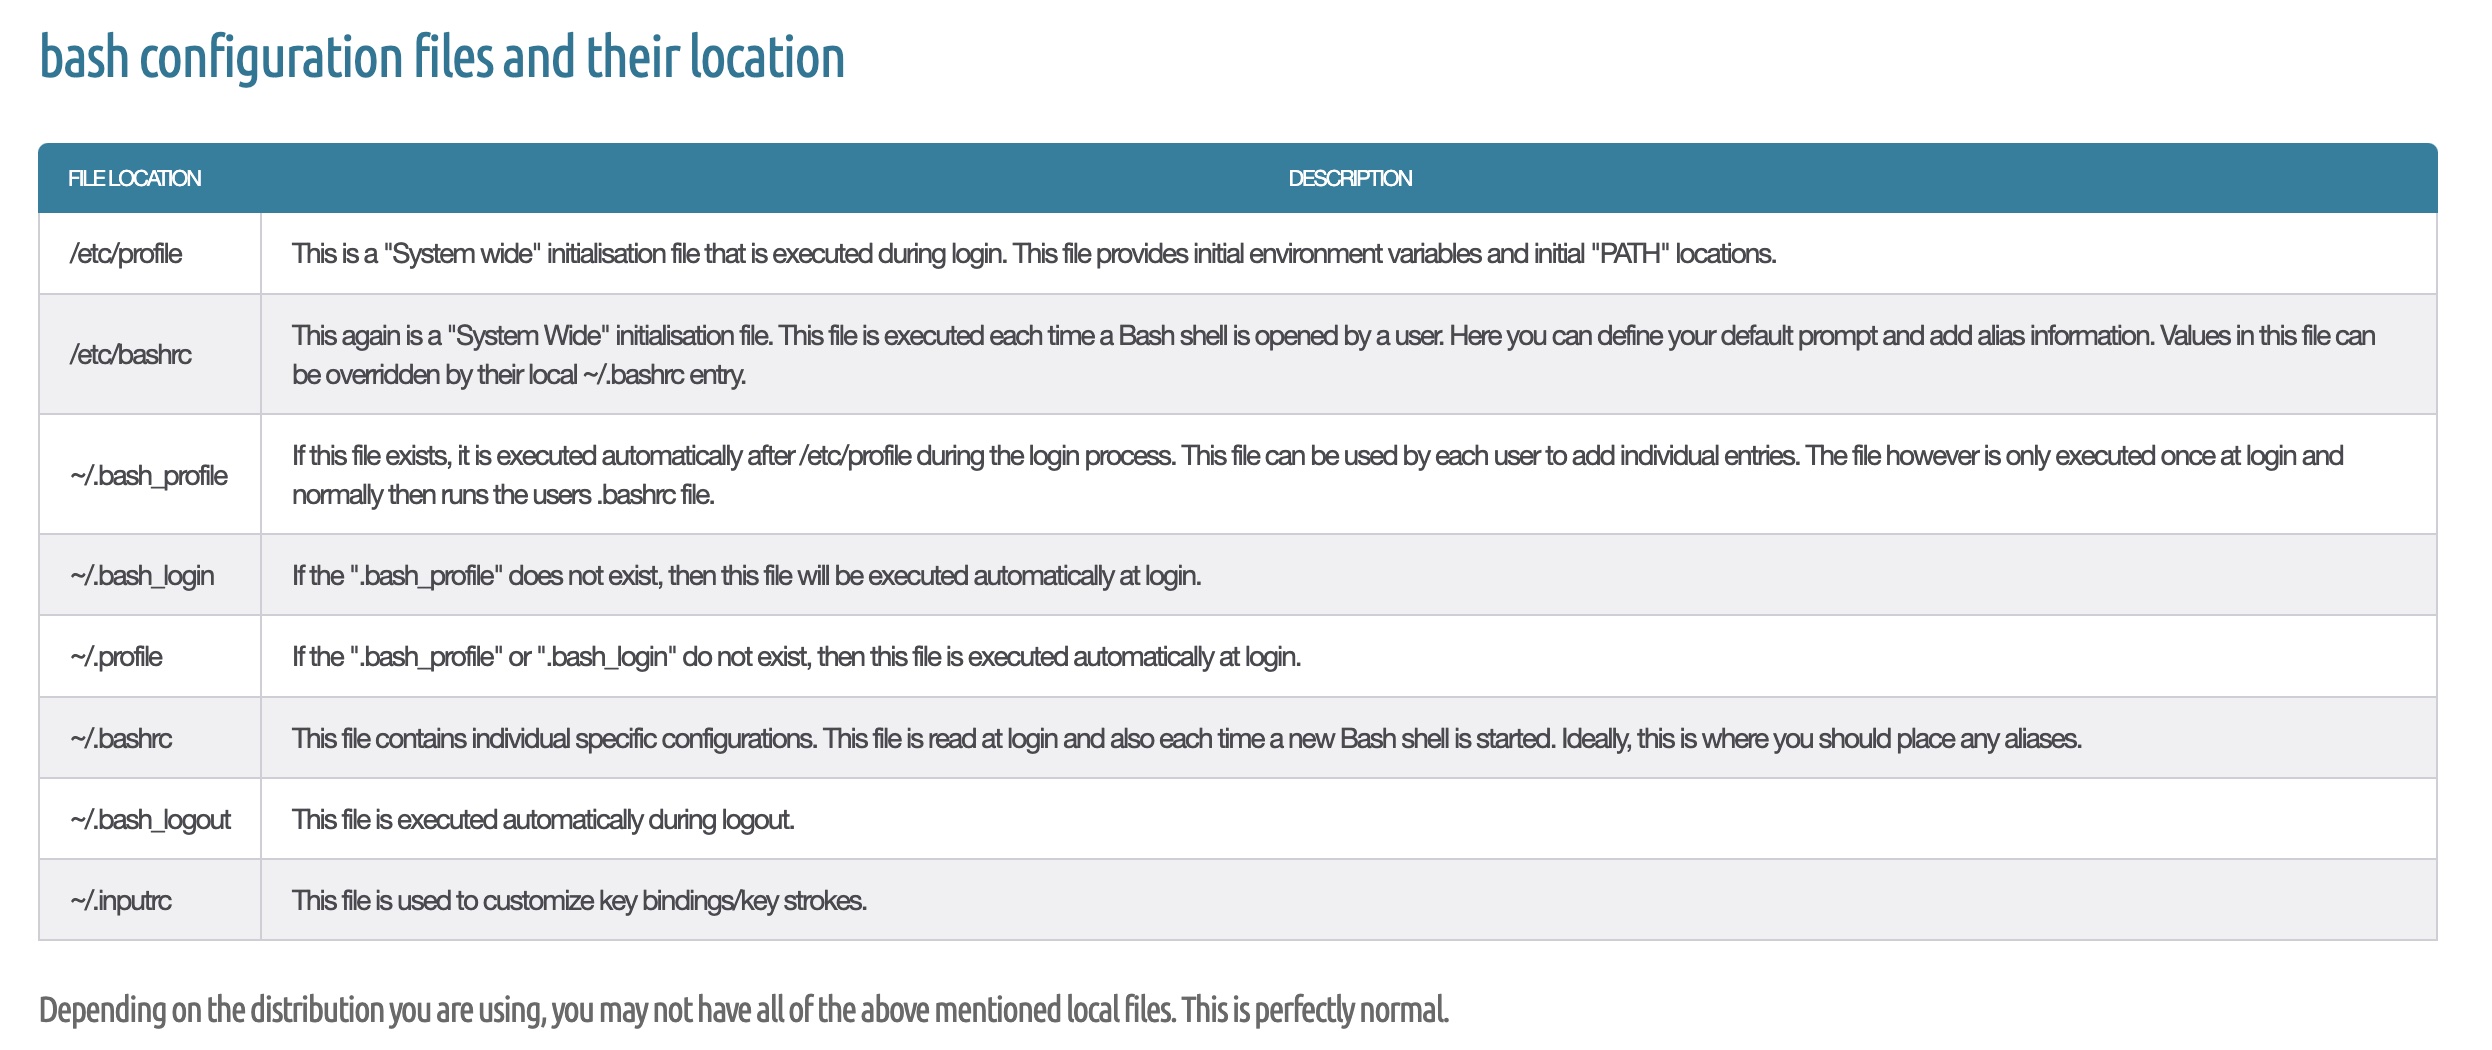 bash configuration files and their location
FILE LOCATION DESCRIPTION
/etc/profile This is a "System wide" initialisation file that is executed during login. This file provides initial environment variables and initial "PATH" locations.
/etc/bashrc This again is a "System Wide" initialisation file. This file is executed each time a Bash shell is opened by a user. Here you can define your default prompt and add alias information. Values in this file can
be overridden by their local ~/.bashrc entry.
~/.bash_profile If this file exists, it is executed automatically after /etc/profile during the login process. This file can be used by each user to add individual entries. The file however is only executed once at login and
normally then runs the users .bashrc file.
~/.bash_login If the ".bash_profile" does not exist, then this file will be executed automatically at login.
~/.profile If the ".bash_profile" or ".bash_login" do not exist, then this file is executed automatically at login.
~/.bashrc This file contains individual specific configurations. This file is read at login and also each time a new Bash shell is started. Ideally, this is where you should place any aliases.
~/.bash_logout This file is executed automatically during logout.
~/.inputrc This file is used to customize key bindings/key strokes.
Depending on the distribution you are using, you may not have all of the above mentioned local files. This is perfectly normal.